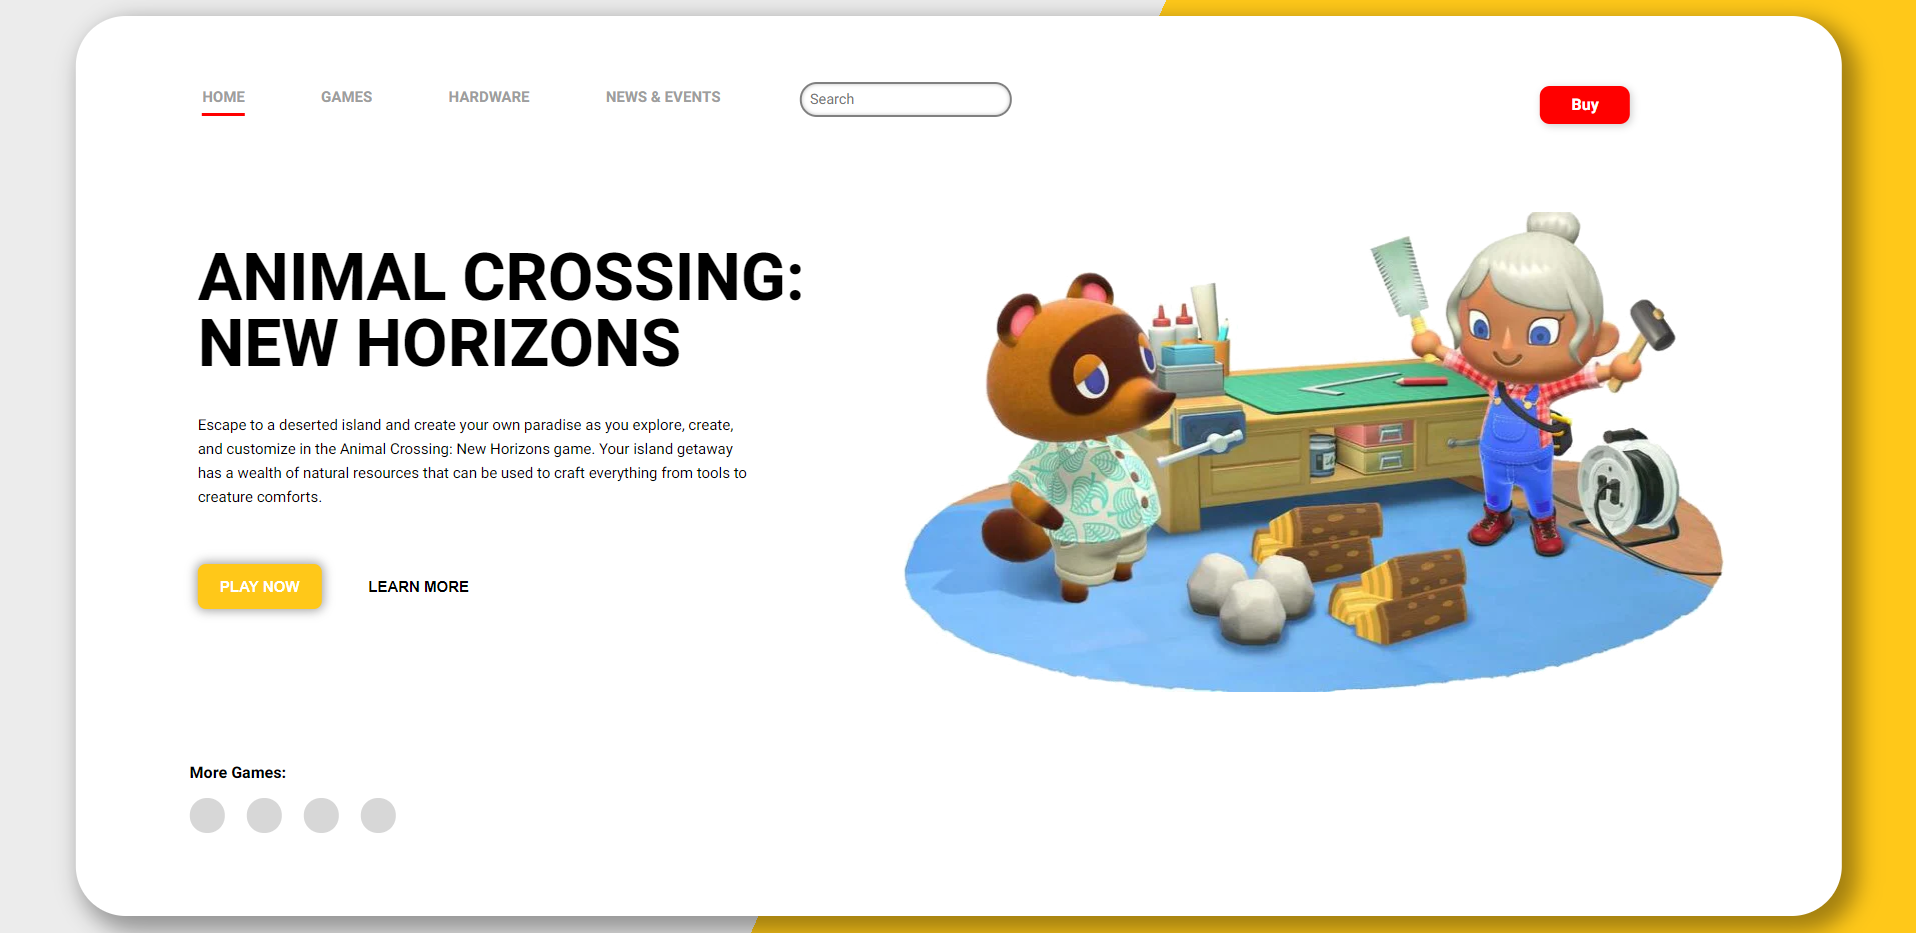 HOME GAMES HARDWARE NEWS & EVENTS Search Buy
ANIMAL CROSSING:
NEW HORIZONS
Escape to a deserted island and create your own paradise as you explore, create,
and customize in the Animal Crossing: New Horizons game. Your island getaway
has a wealth of natural resources that can be used to craft everything from tools to
creature comforts.
PLAY NOW LEARN MORE
More Games: